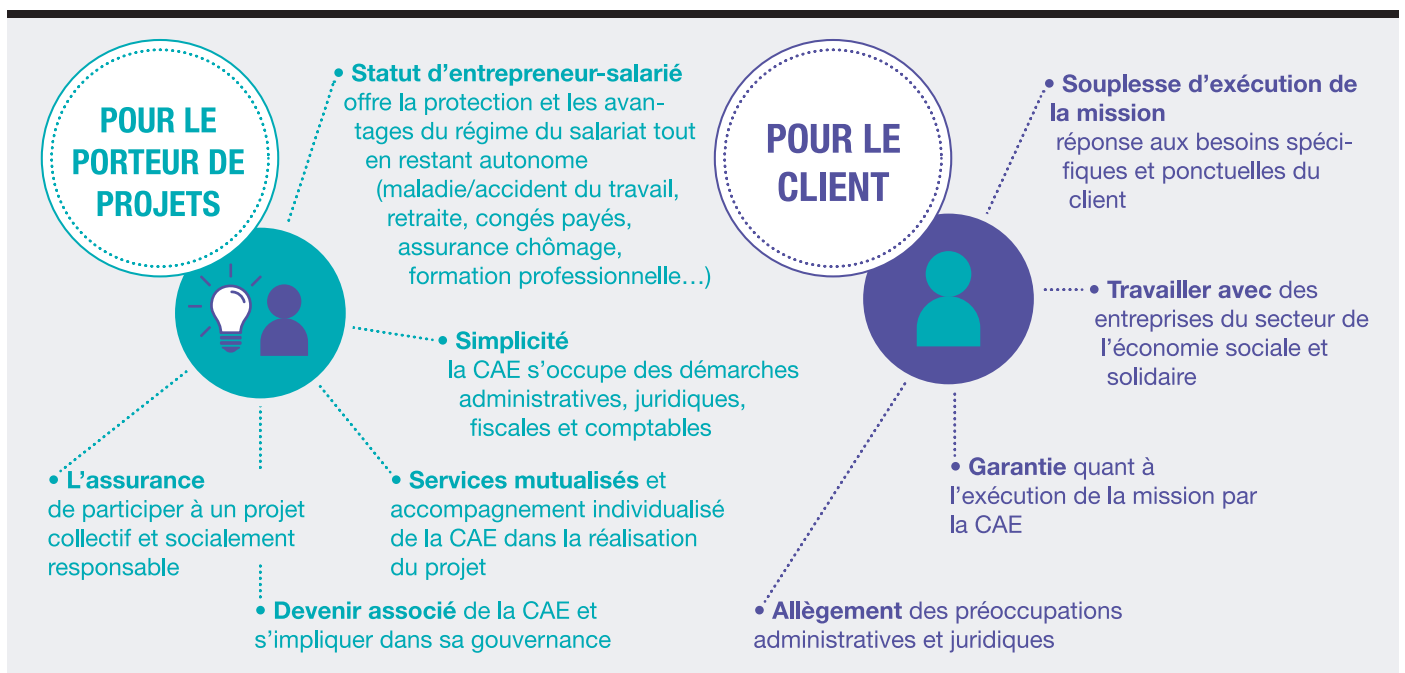 POUR LE
PORTEUR DE
PROJETS
• Statut d'entrepreneur-salarié
offre la protection et les avan-
tages du régime du salariat tout
en restant autonome
(maladie/accident du travail,
retraite, congés payés,
assurance chômage,
formation professionnelle…)
• Simplicité
la CAE s'occupe des démarches
administratives, juridiques,
fiscales et comptables
• Services mutualisés et
accompagnement individualisé
de la CAE dans la réalisation
du projet
• L'assurance
de participer à un projet
collectif et socialement
responsable
• Devenir associé de la CAE et
s'impliquer dans sa gouvernance
POUR LE
CLIENT
• Souplesse d'exécution de
la mission
réponse aux besoins spéci-
fiques et ponctuelles du
client
• Travailler avec des
entreprises du secteur de
l'économie sociale et
solidaire
• Garantie quant à
l'exécution de la mission par
la CAE
• Allègement des préoccupations
administratives et juridiques